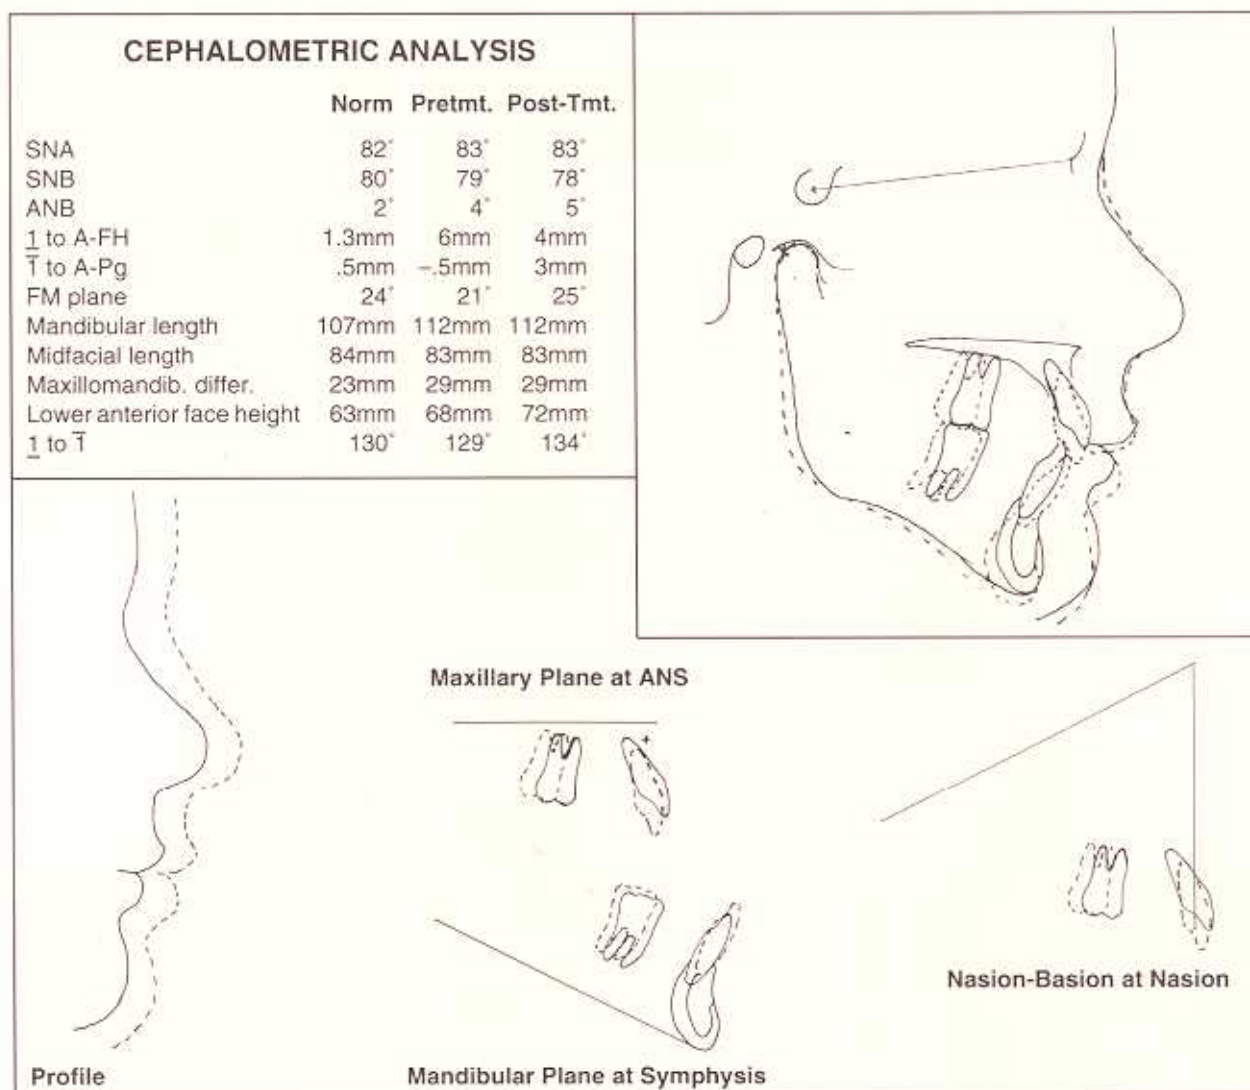 CEPHALOMETRIC ANALYSIS
Norm Pretmt. Post-Tmt.
SNA 82° 83° 83°
SNB 80° 79° 78°
ANB 2° 4° 5°
1 to A-FH 1.3mm 6mm 4mm
1 to A-Pg .5mm –.5mm 3mm
FM plane 24° 21° 25°
Mandibular length 107mm 112mm 112mm
Midfacial length 84mm 83mm 83mm
Maxillomandib. differ. 23mm 29mm 29mm
Lower anterior face height 63mm 68mm 72mm
1 to 1 130° 129° 134°
Maxillary Plane at ANS
Nasion-Basion at Nasion
Profile
Mandibular Plane at Symphysis